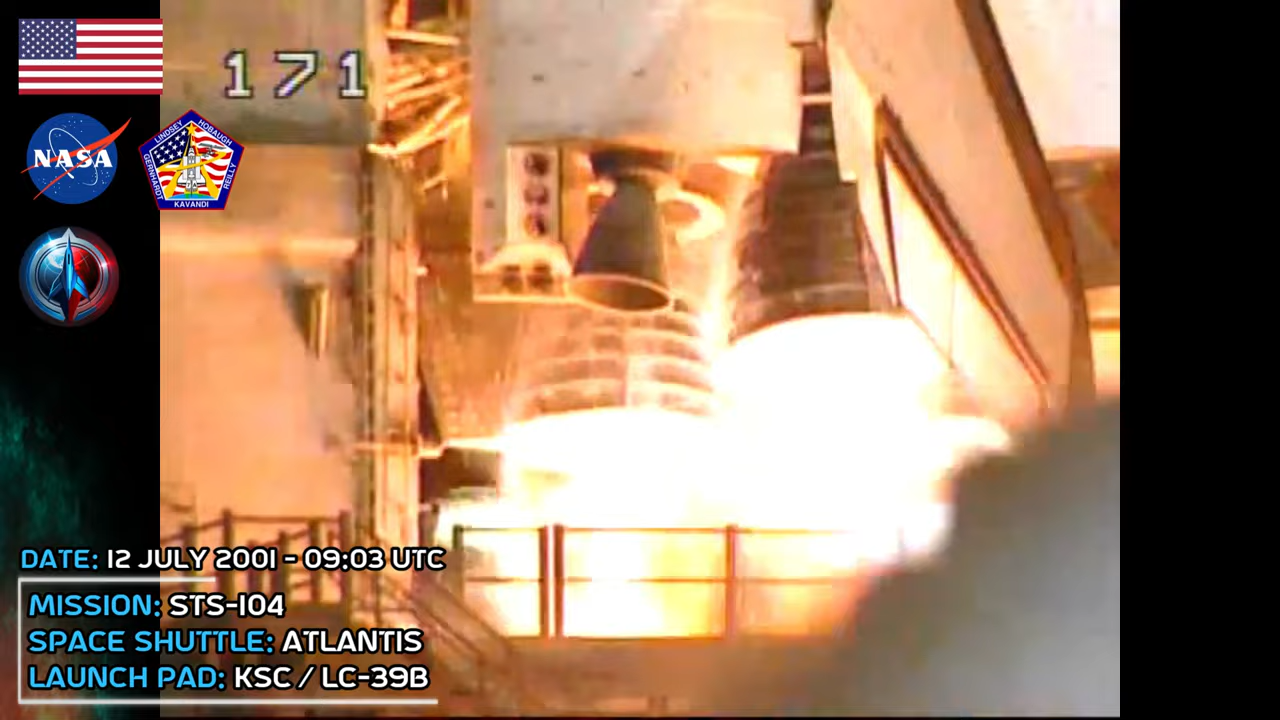 171
NASA
LINDSEY HOBAUGH
GERNHARDT REILLY
KAVANDI
DATE: 12 JULY 2001 - 09:03 UTC
MISSION: STS-104
SPACE SHUTTLE: ATLANTIS
LAUNCH PAD: KSC / LC-39B